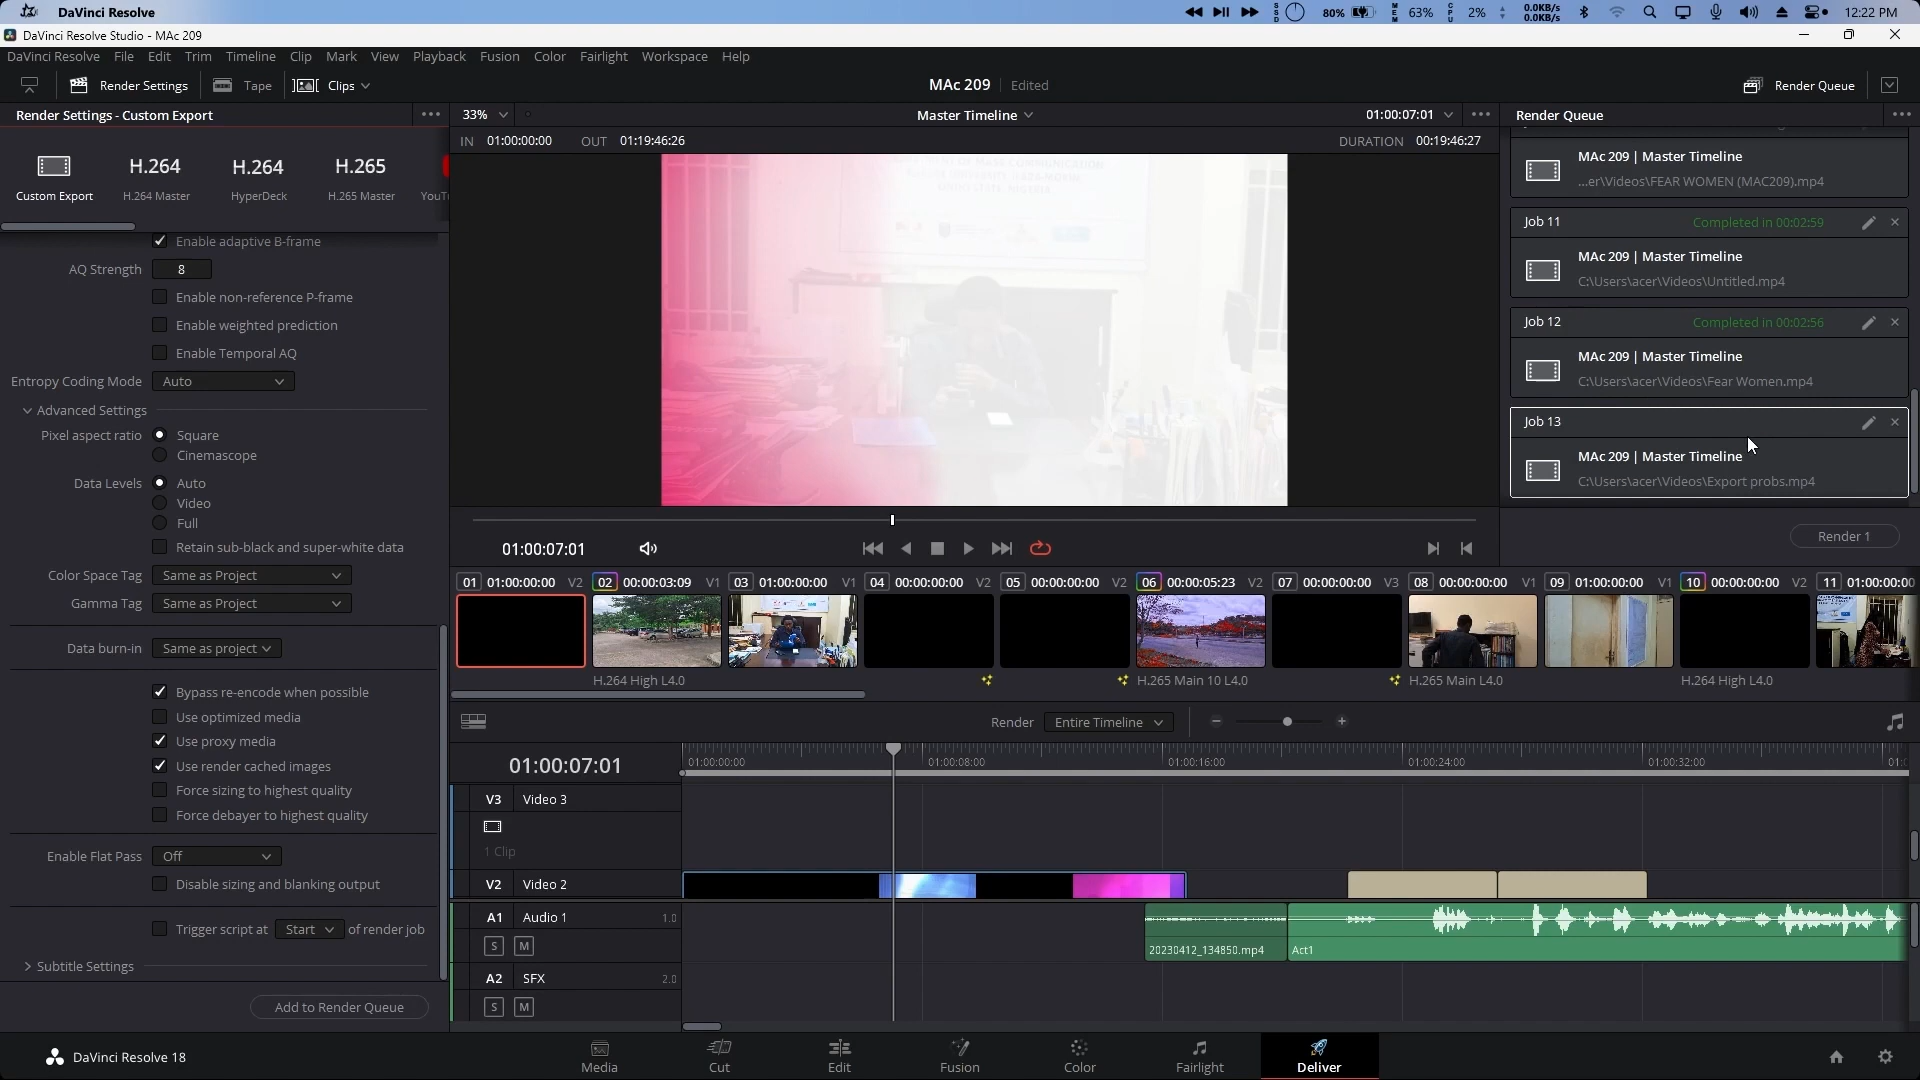 DaVinci Resolve
80%
63%
2%
0.0KB/s
0.0KB/s
12:22 PM
DaVinci Resolve Studio - MAc 209
DaVinci Resolve File Edit Trim Timeline Clip Mark View Playback Fusion Color Fairlight Workspace Help
Render Settings Tape Clips MAc 209 Edited Render Queue
Render Settings - Custom Export 33% Master Timeline 01:00:07:01 Render Queue
IN 01:00:00:00 OUT 01:19:46:26 DURATION 00:19:46:27
H.264 H.264 H.265
Custom Export H.264 Master HyperDeck H.265 Master YouT
Enable adaptive B-frame
AQ Strength 8
Enable non-reference P-frame
Enable weighted prediction
Enable Temporal AQ
Entropy Coding Mode Auto
Advanced Settings
Pixel aspect ratio Square
Cinemascope
Data Levels Auto
Video
Full
Retain sub-black and super-white data
Color Space Tag Same as Project
Gamma Tag Same as Project
Data burn-in Same as project
Bypass re-encode when possible
Use optimized media
Use proxy media
Use render cached images
Force sizing to highest quality
Force debayer to highest quality
Enable Flat Pass Off
Disable sizing and blanking output
Trigger script at Start of render job
Subtitle Settings
Add to Render Queue
MAc 209 | Master Timeline
...er\Videos\FEAR WOMEN (MAC209).mp4
Job 11 Completed in 00:02:59
MAc 209 | Master Timeline
C:\Users\acer\Videos\Untitled.mp4
Job 12 Completed in 00:02:56
MAc 209 | Master Timeline
C:\Users\acer\Videos\Fear Women.mp4
Job 13
MAc 209 | Master Timeline
C:\Users\acer\Videos\Export probs.mp4
Render 1
01:00:07:01
01 01:00:00:00 V2 02 00:00:03:09 V1 03 01:00:00:00 V1 04 00:00:00:00 V2 05 00:00:00:00 V2 06 00:00:05:23 V2 07 00:00:00:00 V3 08 00:00:00:00 V1 09 01:00:00:00 V1 10 00:00:00:00 V2 11 01:00:00:00
H.264 High L4.0 H.265 Main 10 L4.0 H.265 Main L4.0 H.264 High L4.0
Render Entire Timeline
01:00:07:01 01:00:00:00 01:00:08:00 01:00:16:00 01:00:24:00 01:00:32:00
V3 Video 3
1 Clip
V2 Video 2
A1 Audio 1 1.0
S M 20230412_134850.mp4 Act1
A2 SFX 2.0
S M
DaVinci Resolve 18 Media Cut Edit Fusion Color Fairlight Deliver